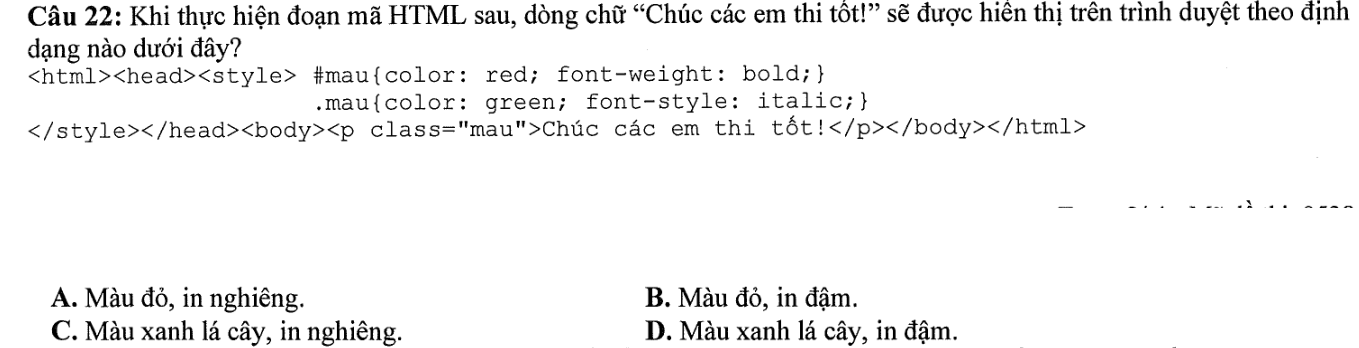 Câu 22: Khi thực hiện đoạn mã HTML sau, dòng chữ “Chúc các em thi tốt!” sẽ được hiển thị trên trình duyệt theo định
dạng nào dưới đây?
<html><head><style> #mau{color: red; font-weight: bold;}
.mau{color: green; font-style: italic;}
</style></head><body><p class="mau">Chúc các em thi tốt!</p></body></html>
A. Màu đỏ, in nghiêng.
B. Màu đỏ, in đậm.
C. Màu xanh lá cây, in nghiêng.
D. Màu xanh lá cây, in đậm.